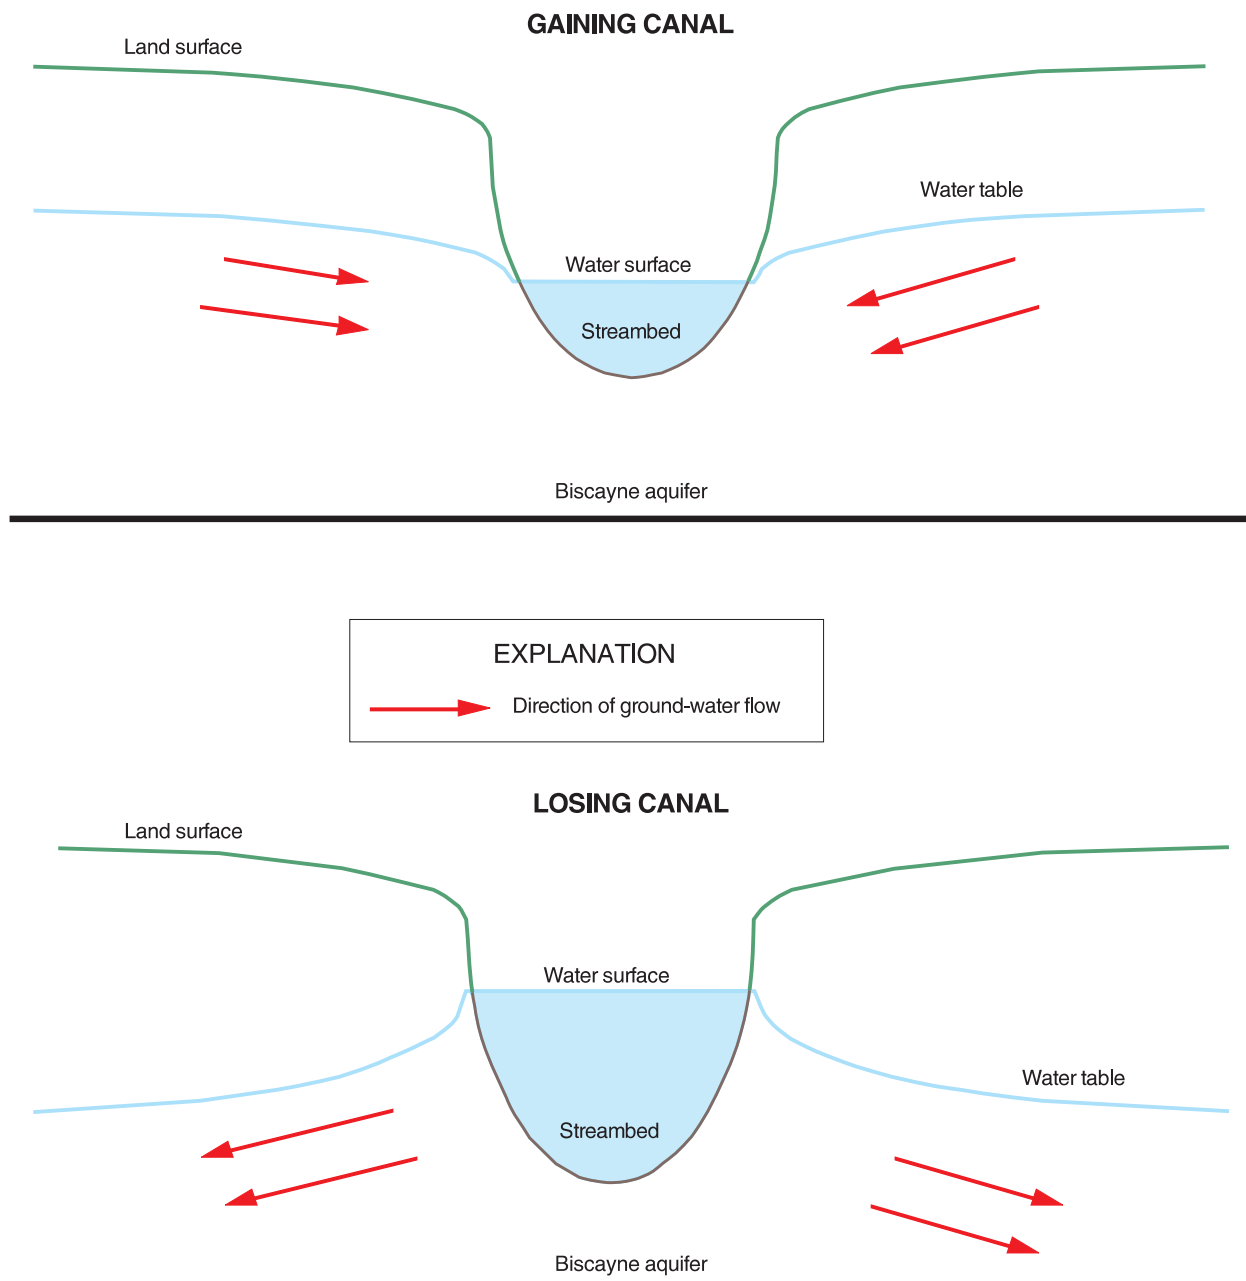 GAINING CANAL
Land surface
Water table
Water surface
Streambed
Biscayne aquifer
EXPLANATION
Direction of ground-water flow
LOSING CANAL
Land surface
Water surface
Water table
Streambed
Biscayne aquifer